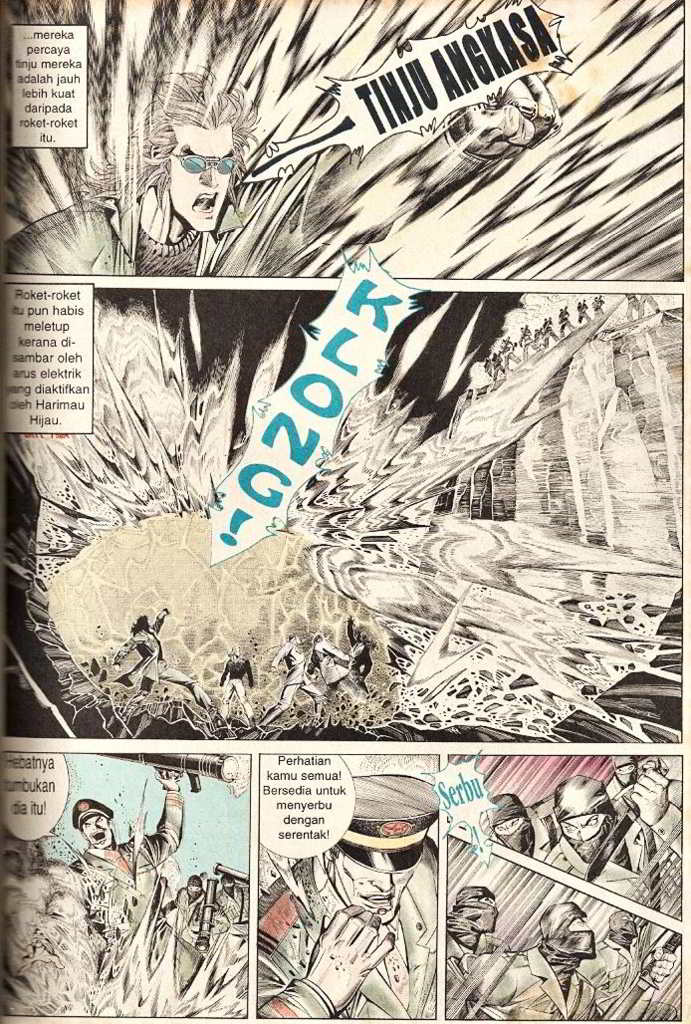 ...mereka
percaya
tinju mereka
adalah jauh
lebih kuat
daripada
roket-roket
itu.
TINJU ANGKASA
Roket-roket
itu pun habis
meletup
kerana di-
sambar oleh
arus elektrik
yang diaktifkan
oleh Harimau
Hijau.
KLONG!
Hebatnya
tumbukan
dia itu!
Perhatian
kamu semua!
Bersedia untuk
menyerbu
dengan
serentak!
Serbu
!